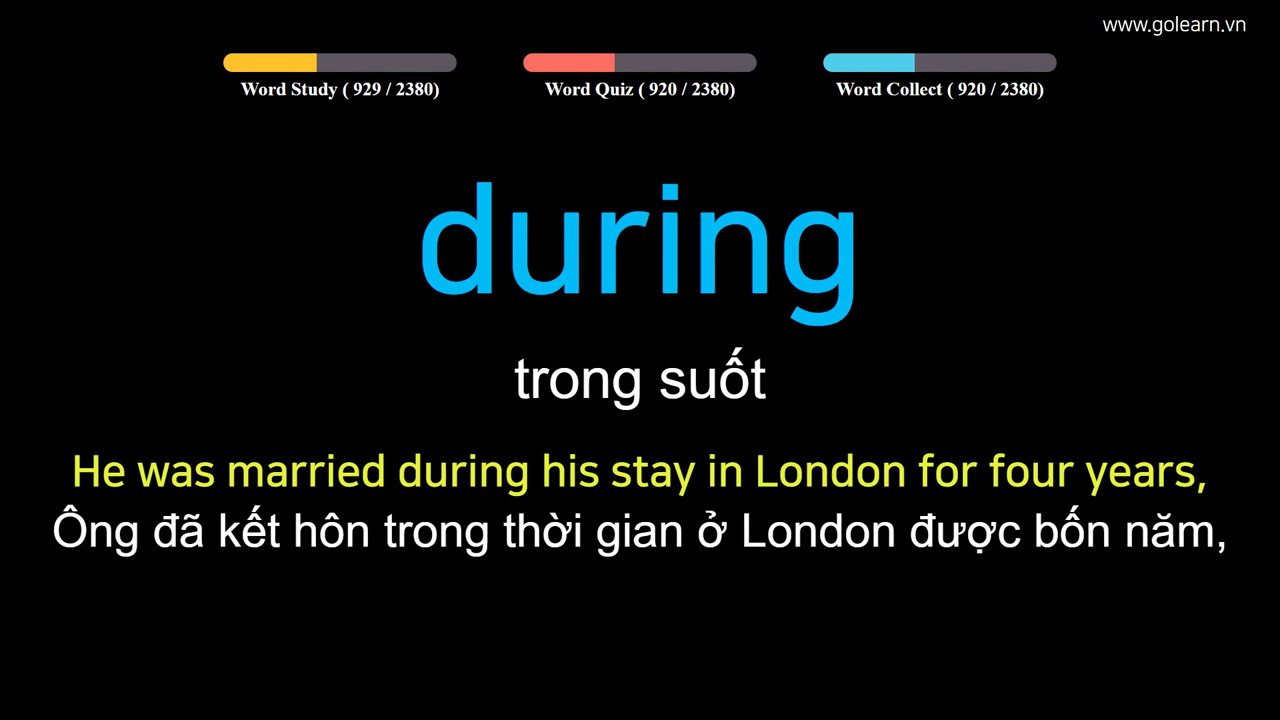 www.golearn.vn
Word Study ( 929 / 2380)
Word Quiz ( 920 / 2380)
Word Collect ( 920 / 2380)
during
trong suốt
He was married during his stay in London for four years,
Ông đã kết hôn trong thời gian ở London được bốn năm,